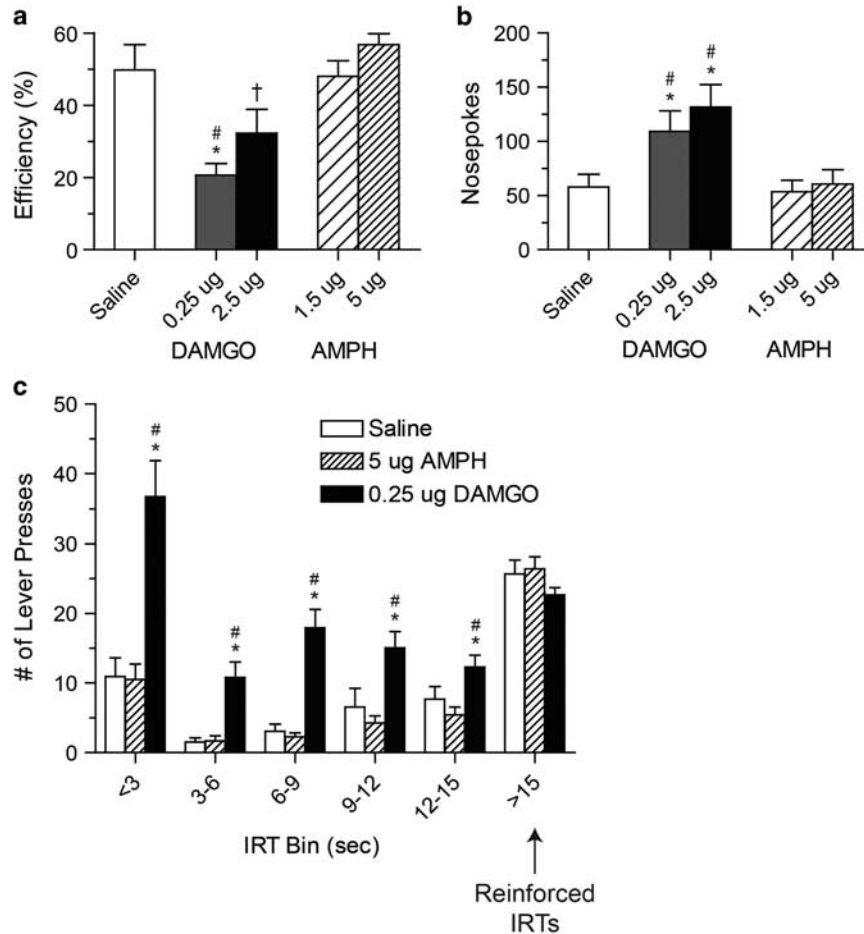 a
Efficiency (%)
60
40
20
0
#
*
†
Saline
0.25 ug
2.5 ug
1.5 ug
5 ug
DAMGO
AMPH
b
Nosepokes
200
150
100
50
0
#
*
#
*
Saline
0.25 ug
2.5 ug
1.5 ug
5 ug
DAMGO
AMPH
c
# of Lever Presses
50
40
30
20
10
0
Saline
5 ug AMPH
0.25 ug DAMGO
#
*
#
*
#
*
#
*
#
*
<3
3-6
6-9
9-12
12-15
>15
IRT Bin (sec)
Reinforced
IRTs